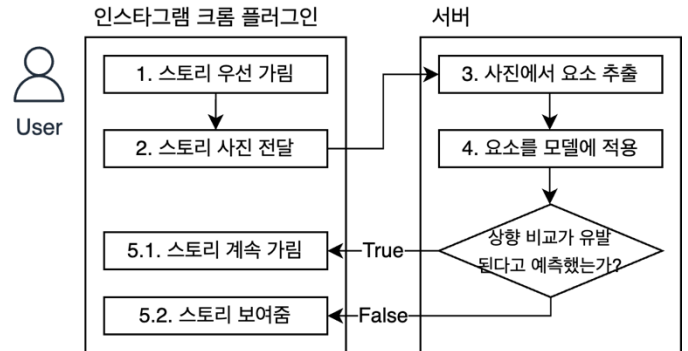 인스타그램 크롬 플러그인
서버
User
1. 스토리 우선 가림
2. 스토리 사진 전달
3. 사진에서 요소 추출
4. 요소를 모델에 적용
상향 비교가 유발
된다고 예측했는가?
True
5.1. 스토리 계속 가림
False
5.2. 스토리 보여줌